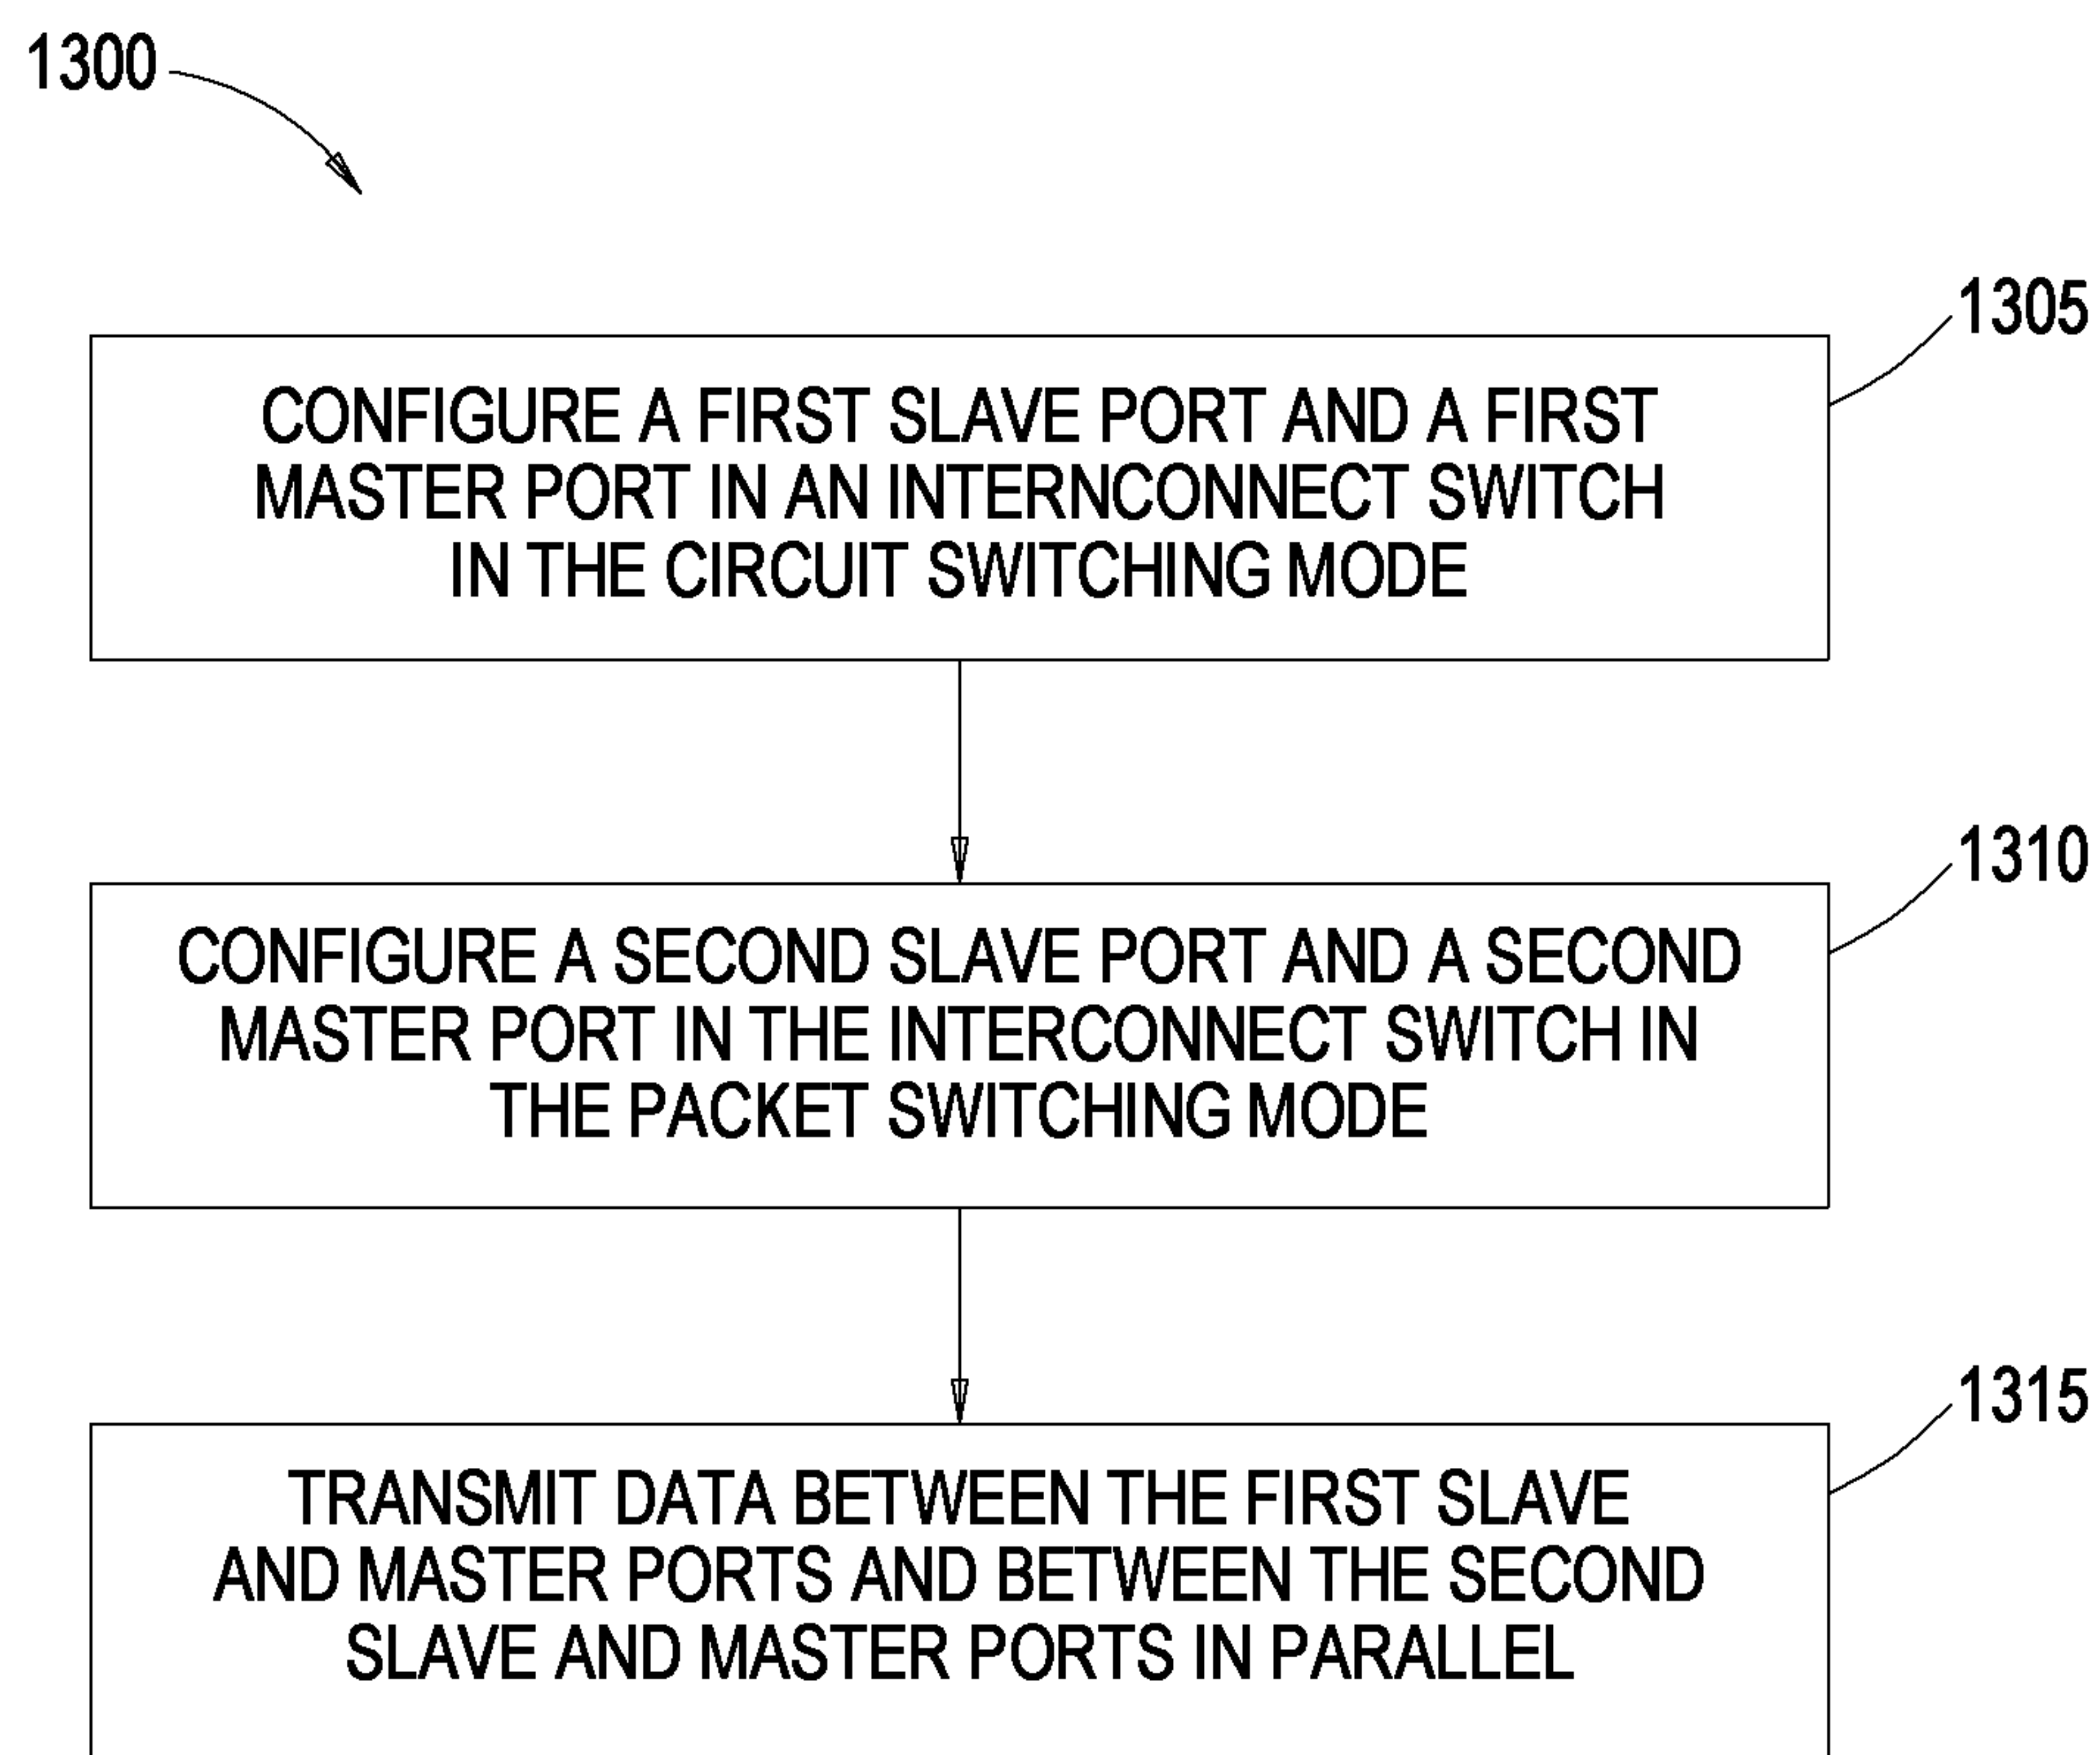 1300
1305
CONFIGURE A FIRST SLAVE PORT AND A FIRST
MASTER PORT IN AN INTERNCONNECT SWITCH
IN THE CIRCUIT SWITCHING MODE
1310
CONFIGURE A SECOND SLAVE PORT AND A SECOND
MASTER PORT IN THE INTERCONNECT SWITCH IN
THE PACKET SWITCHING MODE
1315
TRANSMIT DATA BETWEEN THE FIRST SLAVE
AND MASTER PORTS AND BETWEEN THE SECOND
SLAVE AND MASTER PORTS IN PARALLEL